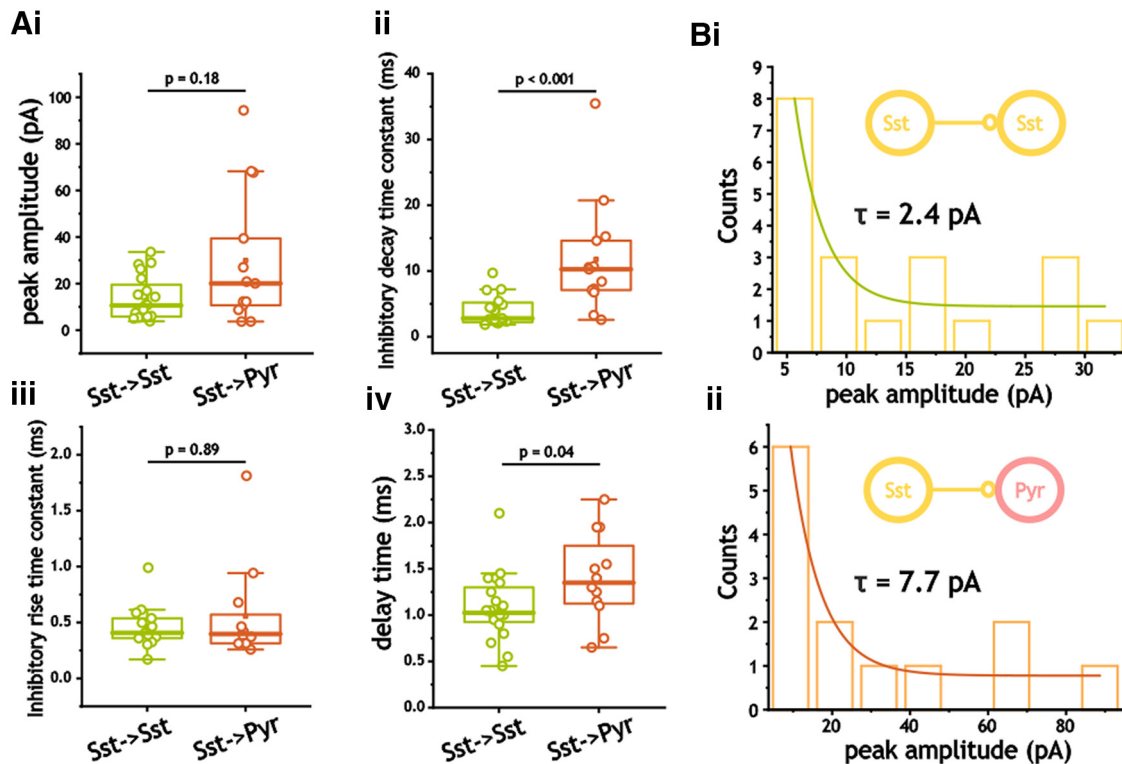 Ai
peak amplitude (pA)
100
80
60
40
20
0
p = 0.18
Sst->Sst
Sst->Pyr
ii
Inhibitory decay time constant (ms)
40
30
20
10
0
p < 0.001
Sst->Sst
Sst->Pyr
Bi
Counts
9
8
7
6
5
4
3
2
1
0
Sst
Sst
τ = 2.4 pA
5
10
15
20
25
30
peak amplitude (pA)
iii
Inhibitory rise time constant (ms)
2.0
1.5
1.0
0.5
0.0
p = 0.89
Sst->Sst
Sst->Pyr
iv
delay time (ms)
3.0
2.5
2.0
1.5
1.0
0.5
0.0
p = 0.04
Sst->Sst
Sst->Pyr
ii
Counts
6
5
4
3
2
1
0
Sst
Pyr
τ = 7.7 pA
20
40
60
80
peak amplitude (pA)